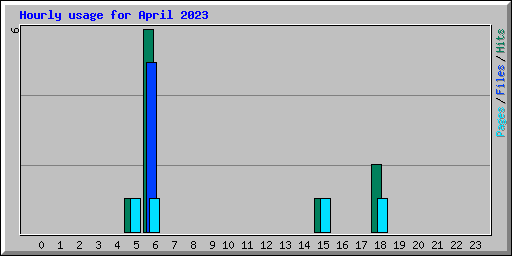 Hourly usage for April 2023
6
Pages/Files/Hits
0 1 2 3 4 5 6 7 8 9 10 11 12 13 14 15 16 17 18 19 20 21 22 23